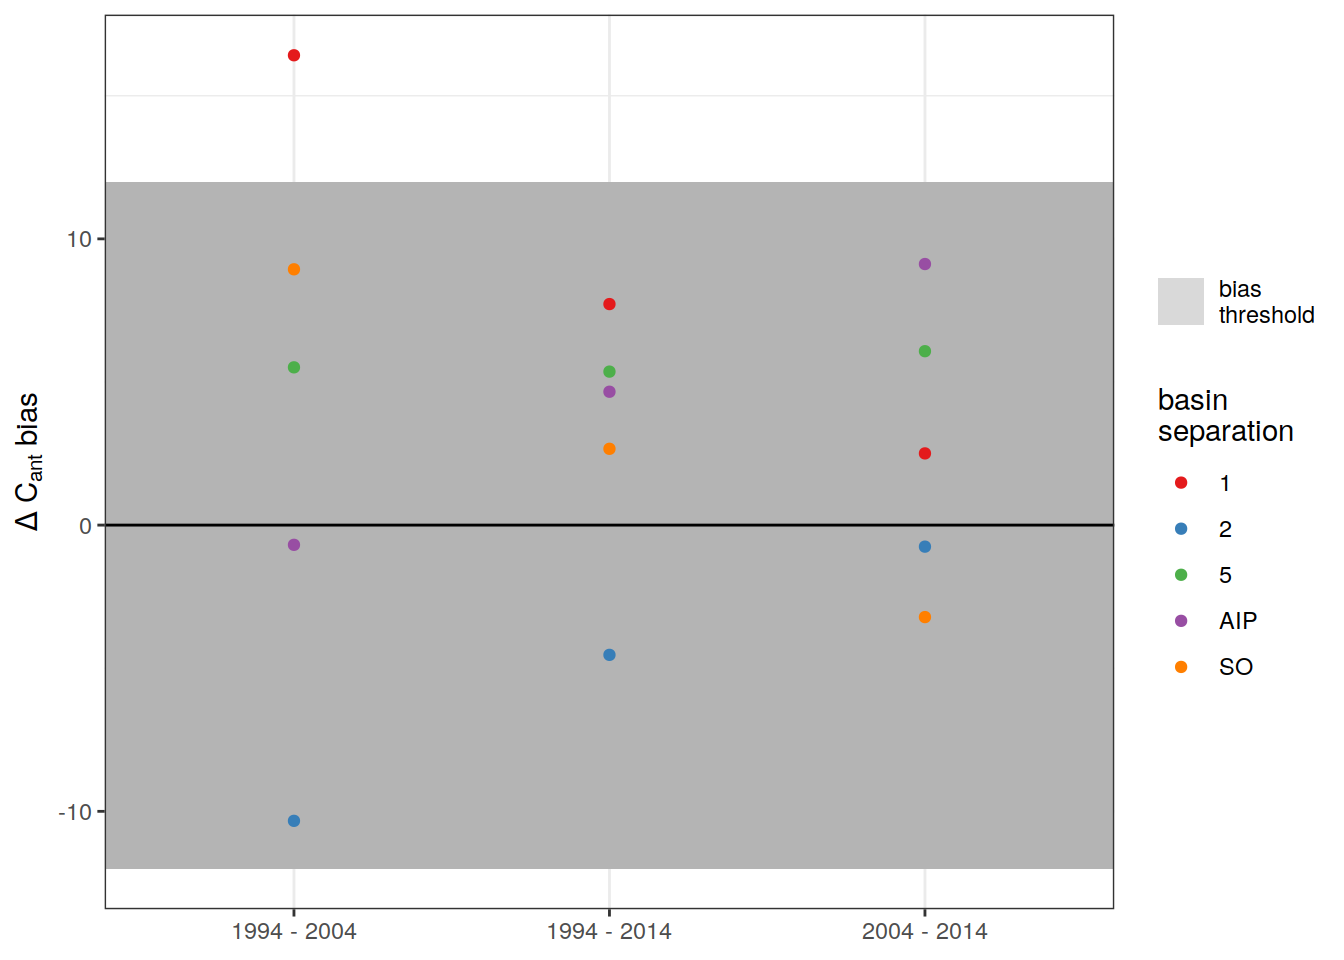 Δ C_ant bias
10
0
-10
1994 - 2004
1994 - 2014
2004 - 2014
bias
threshold
basin
separation
1
2
5
AIP
SO